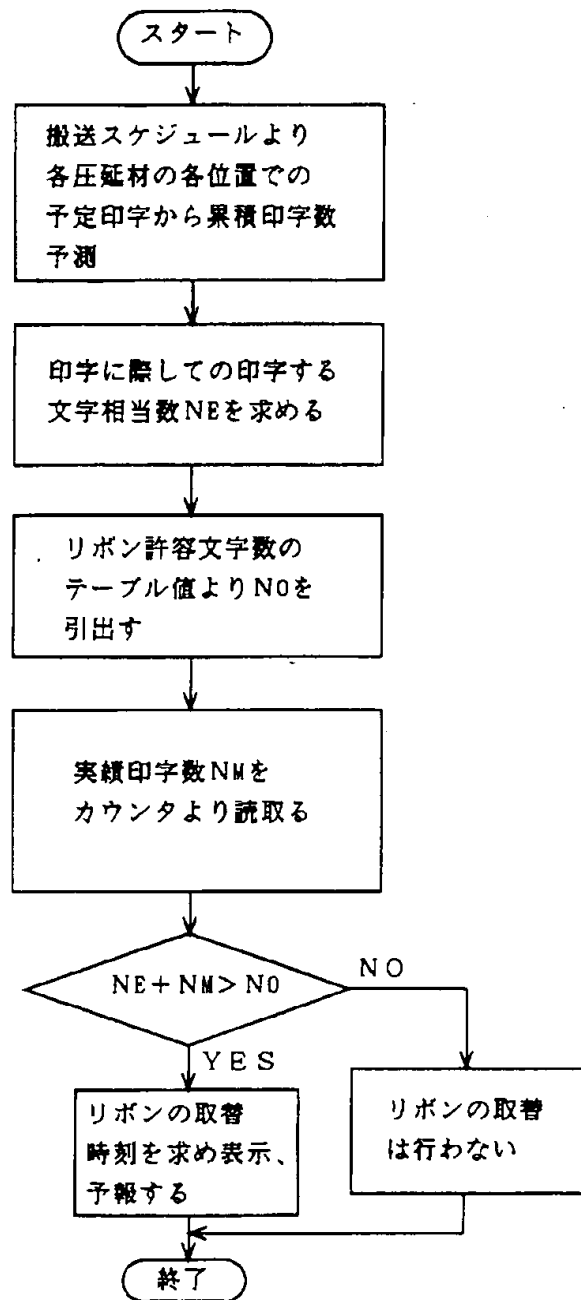 スタート
搬送スケジュールより
各圧延材の各位置での
予定印字から累積印字数
予測
印字に際しての印字する
文字相当数NEを求める
リボン許容文字数の
テーブル値よりN0を
引出す
実績印字数NMを
カウンタより読取る
NE+NM>N0
NO
YES
リボンの取替
時刻を求め表示、
予報する
リボンの取替
は行わない
終了